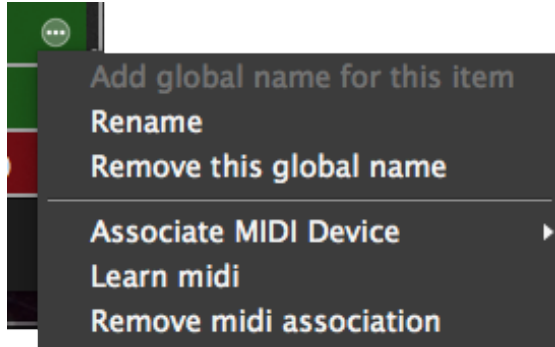 Add global name for this item
Rename
Remove this global name
Associate MIDI Device
Learn midi
Remove midi association